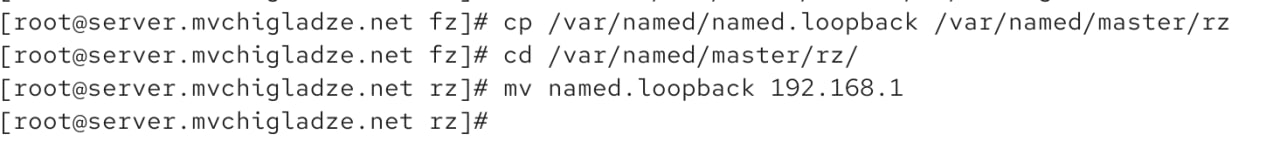 [root@server.mvchigladze.net fz]# cp /var/named/named.loopback /var/named/master/rz
[root@server.mvchigladze.net fz]# cd /var/named/master/rz/
[root@server.mvchigladze.net rz]# mv named.loopback 192.168.1
[root@server.mvchigladze.net rz]#